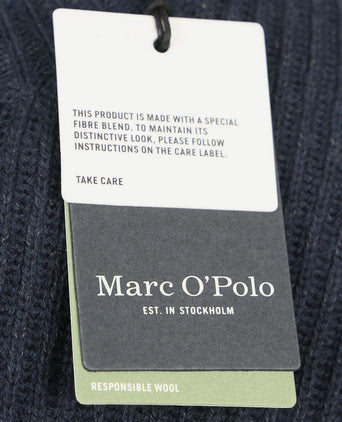 THIS PRODUCT IS MADE WITH A SPECIAL
FIBRE BLEND. TO MAINTAIN ITS
DISTINCTIVE LOOK, PLEASE FOLLOW
INSTRUCTIONS ON THE CARE LABEL.
TAKE CARE
Marc O'Polo
EST. IN STOCKHOLM
RESPONSIBLE WOOL